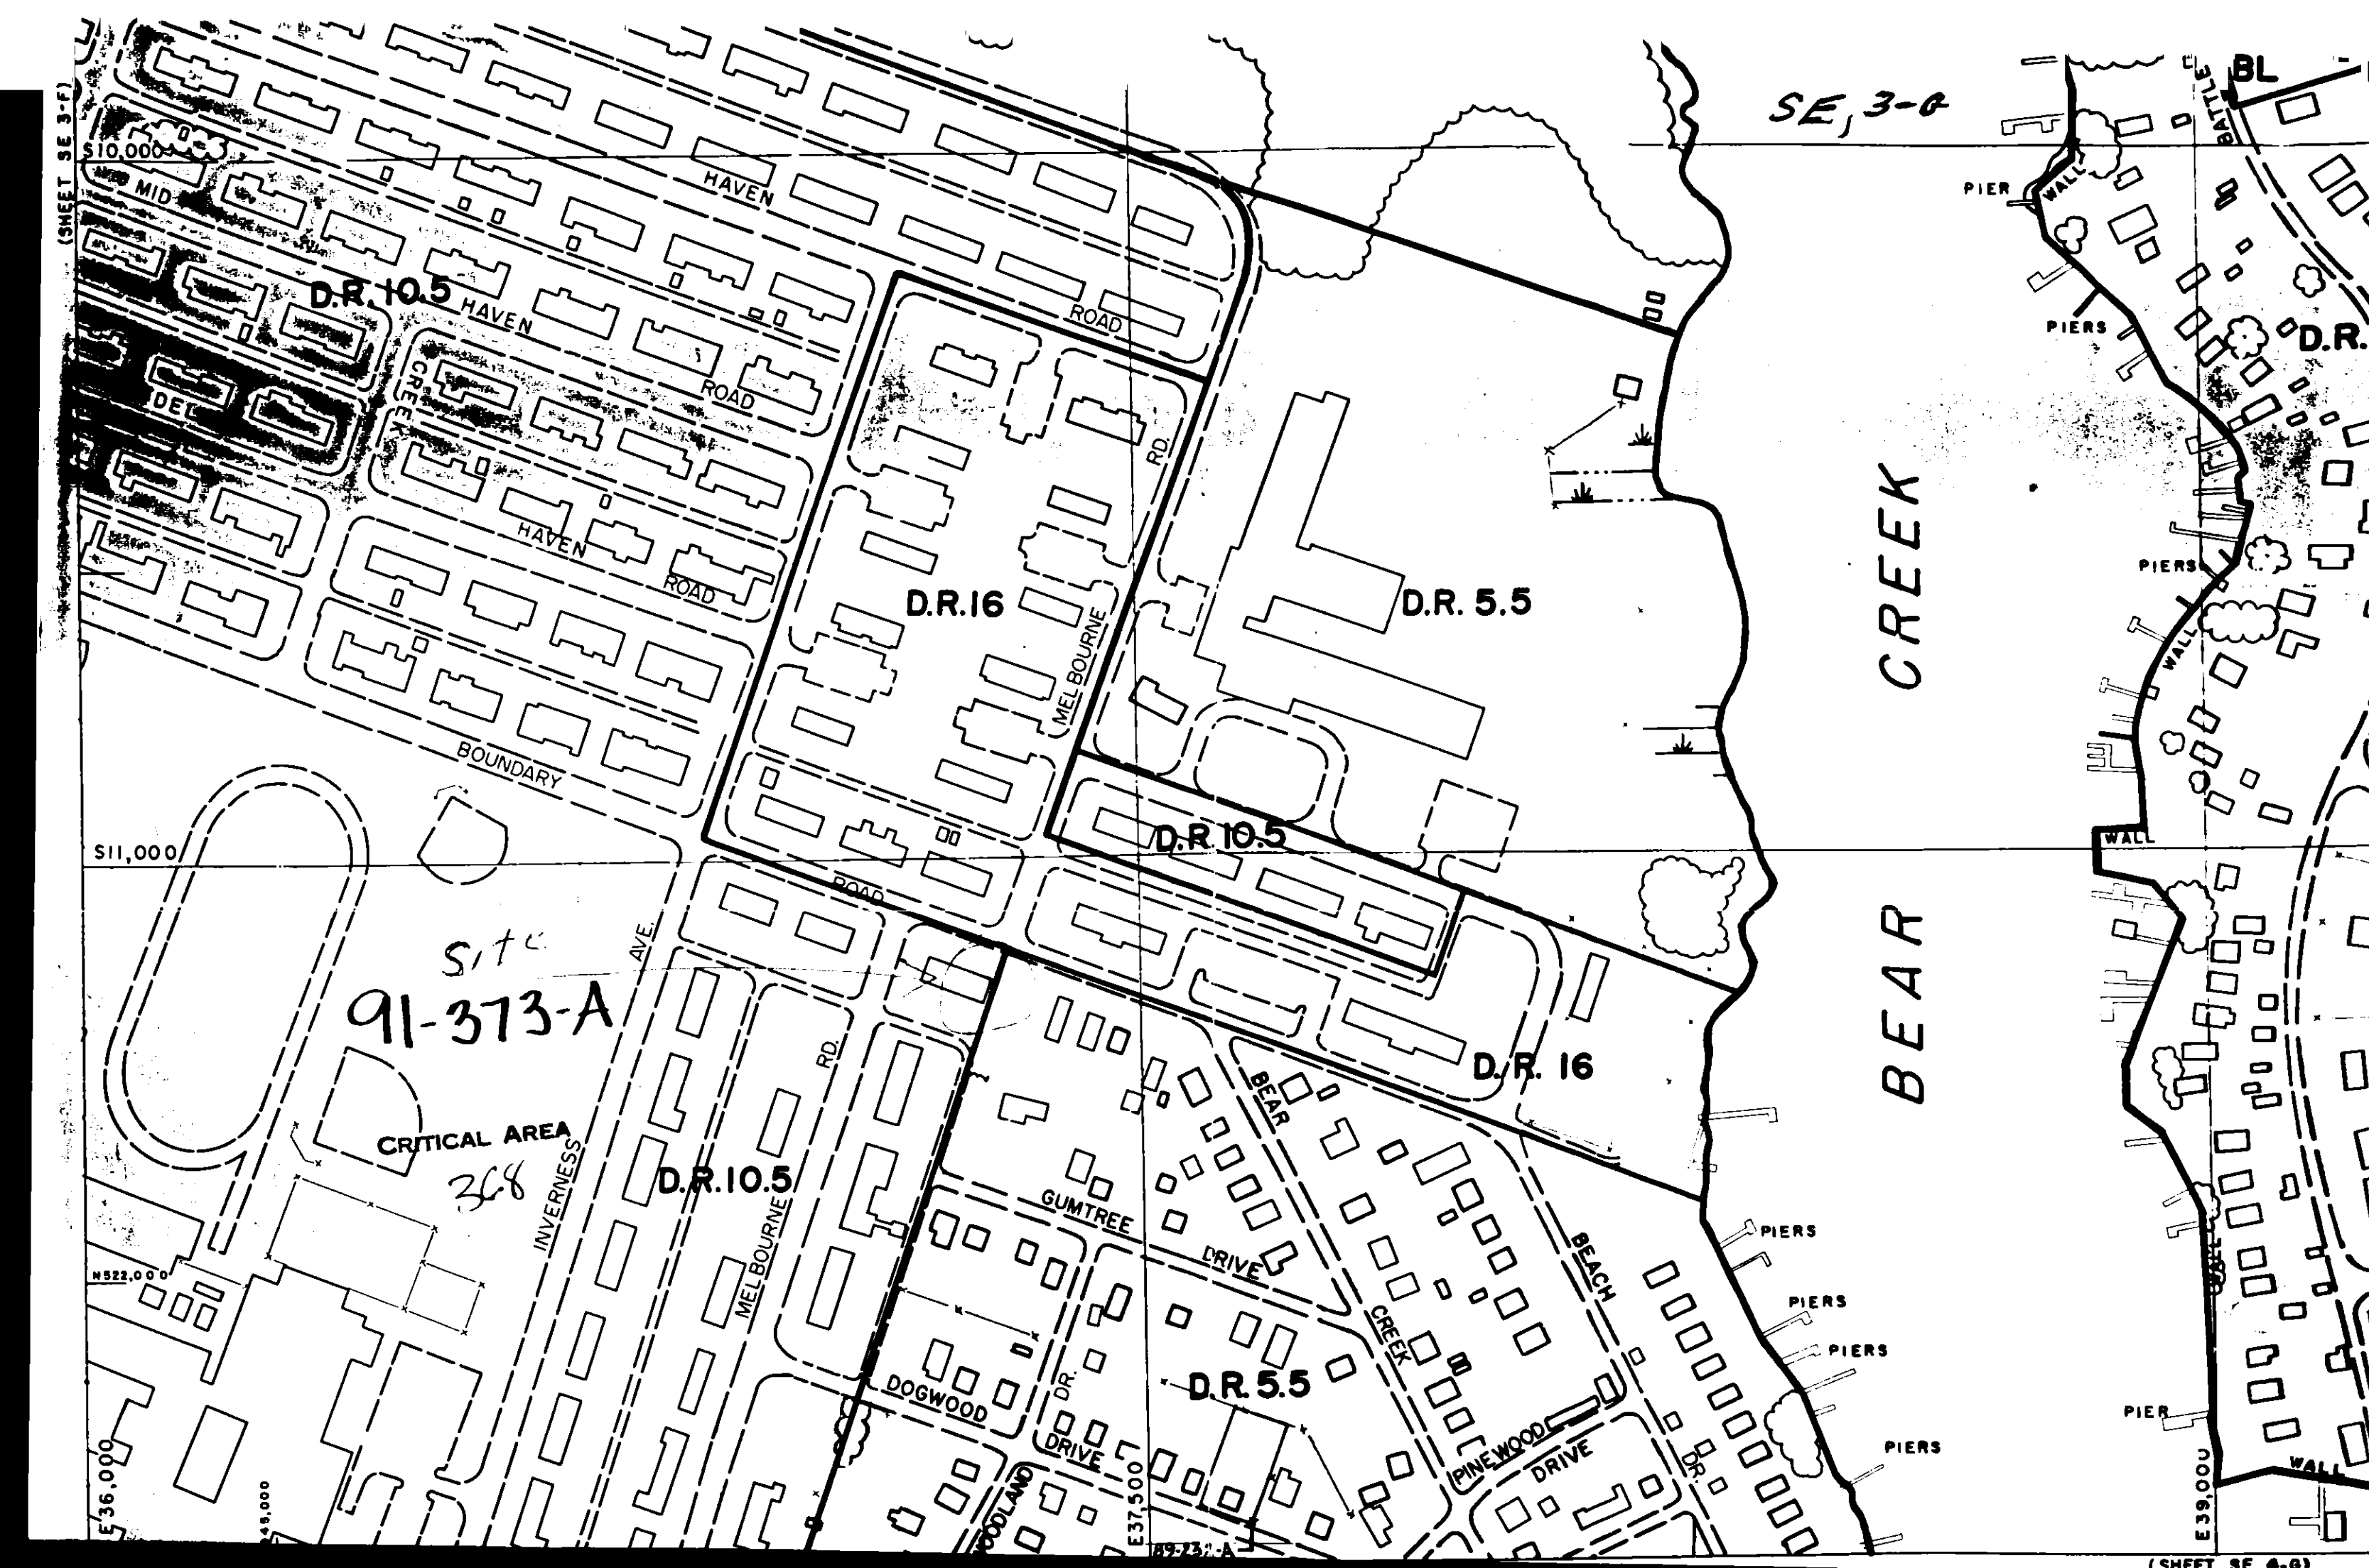 (SHEET SE 3-F)
S10,000
MID
HAVEN
ROAD
D.R. 10.5
HAVEN
ROAD
DEL
CREEK
HAVEN
ROAD
BOUNDARY
ROAD
RD.
MELBOURNE
D.R.16
D.R. 5.5
SE, 3-G
BL
BATTLE
PIER
WALL
PIERS
D.R.
CREEK
BEAR
PIERS
WALL
WALL
S11,000
D.R. 10.5
Site
91-373-A
AVE.
INVERNESS
RD.
MELBOURNE
CRITICAL AREA
368
D.R.10.5
D.R. 16
BEAR
CREEK
BEACH
DR.
GUMTREE
DRIVE
N522,000
DOGWOOD
DRIVE
DR.
D.R. 5.5
PINEWOOD
DRIVE
WOODLAND
PIERS
PIERS
PIERS
PIERS
PIER
WALL
WALL
E36,000
E37,500
E39,000
(SHEET SE 4-G)